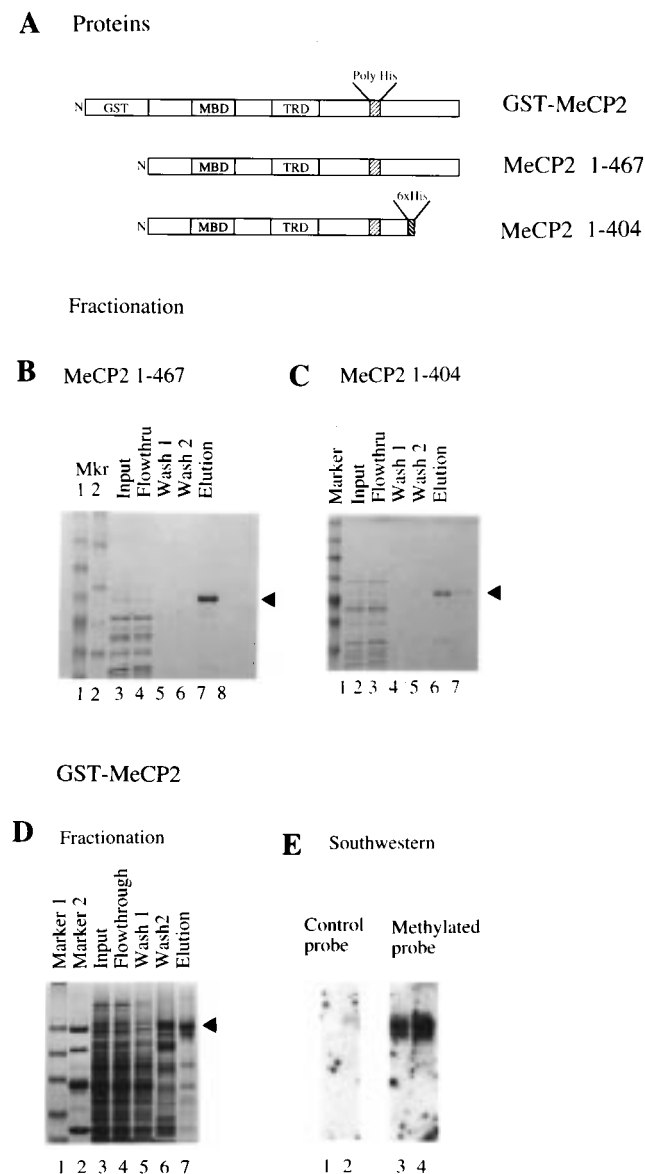 A Proteins
Poly His
N GST MBD TRD GST-MeCP2
N MBD TRD MeCP2 1-467
6xHis
N MBD TRD MeCP2 1-404
Fractionation
B MeCP2 1-467
Mkr
1 2 Input Flowthru Wash 1 Wash 2 Elution
1 2 3 4 5 6 7 8
C MeCP2 1-404
Marker Input Flowthru Wash 1 Wash 2 Elution
1 2 3 4 5 6 7
GST-MeCP2
D Fractionation
Marker 1 Marker 2 Input Flowthrough Wash 1 Wash2 Elution
1 2 3 4 5 6 7
E Southwestern
Control probe
Methylated probe
1 2 3 4